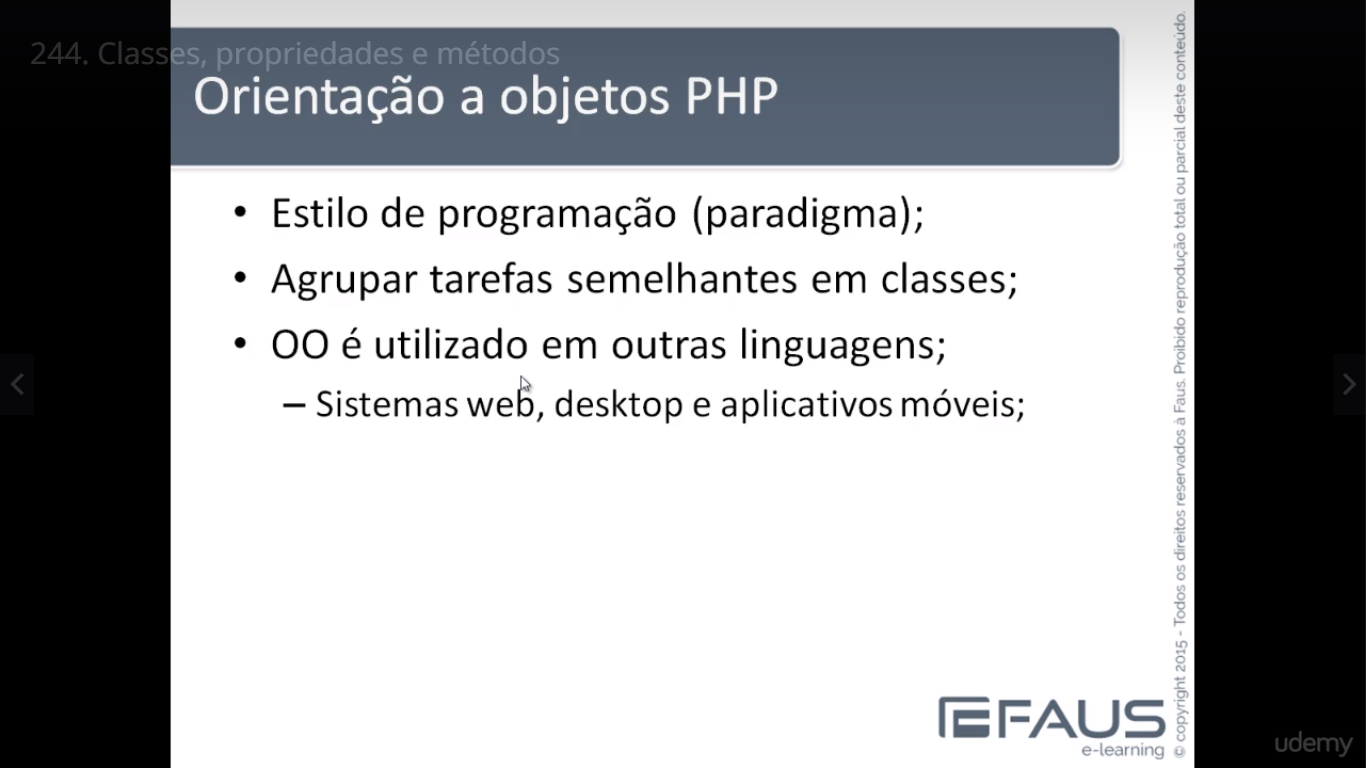 244. Classes, propriedades e métodos
Orientação a objetos PHP
• Estilo de programação (paradigma);
• Agrupar tarefas semelhantes em classes;
• OO é utilizado em outras linguagens;
– Sistemas web, desktop e aplicativos móveis;
FAUS
e-learning
© copyright 2015 - Todos os direitos reservados à Faus. Proibido reprodução total ou parcial deste conteúdo.
udemy